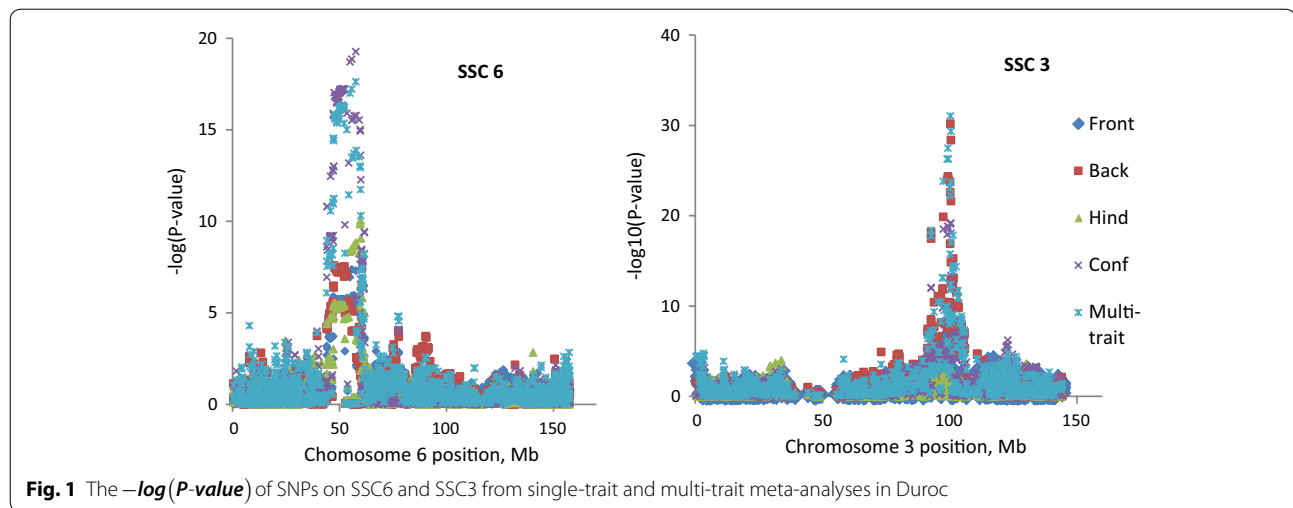 SSC 6
20
15
10
5
0
-log(P-value)
0 50 100 150
Chomosome 6 position, Mb
SSC 3
40
30
20
10
0
-log10(P-value)
0 50 100 150
Chromosome 3 position, Mb
Front
Back
Hind
Conf
Multi-
trait
Fig. 1 The −log(P-value) of SNPs on SSC6 and SSC3 from single-trait and multi-trait meta-analyses in Duroc